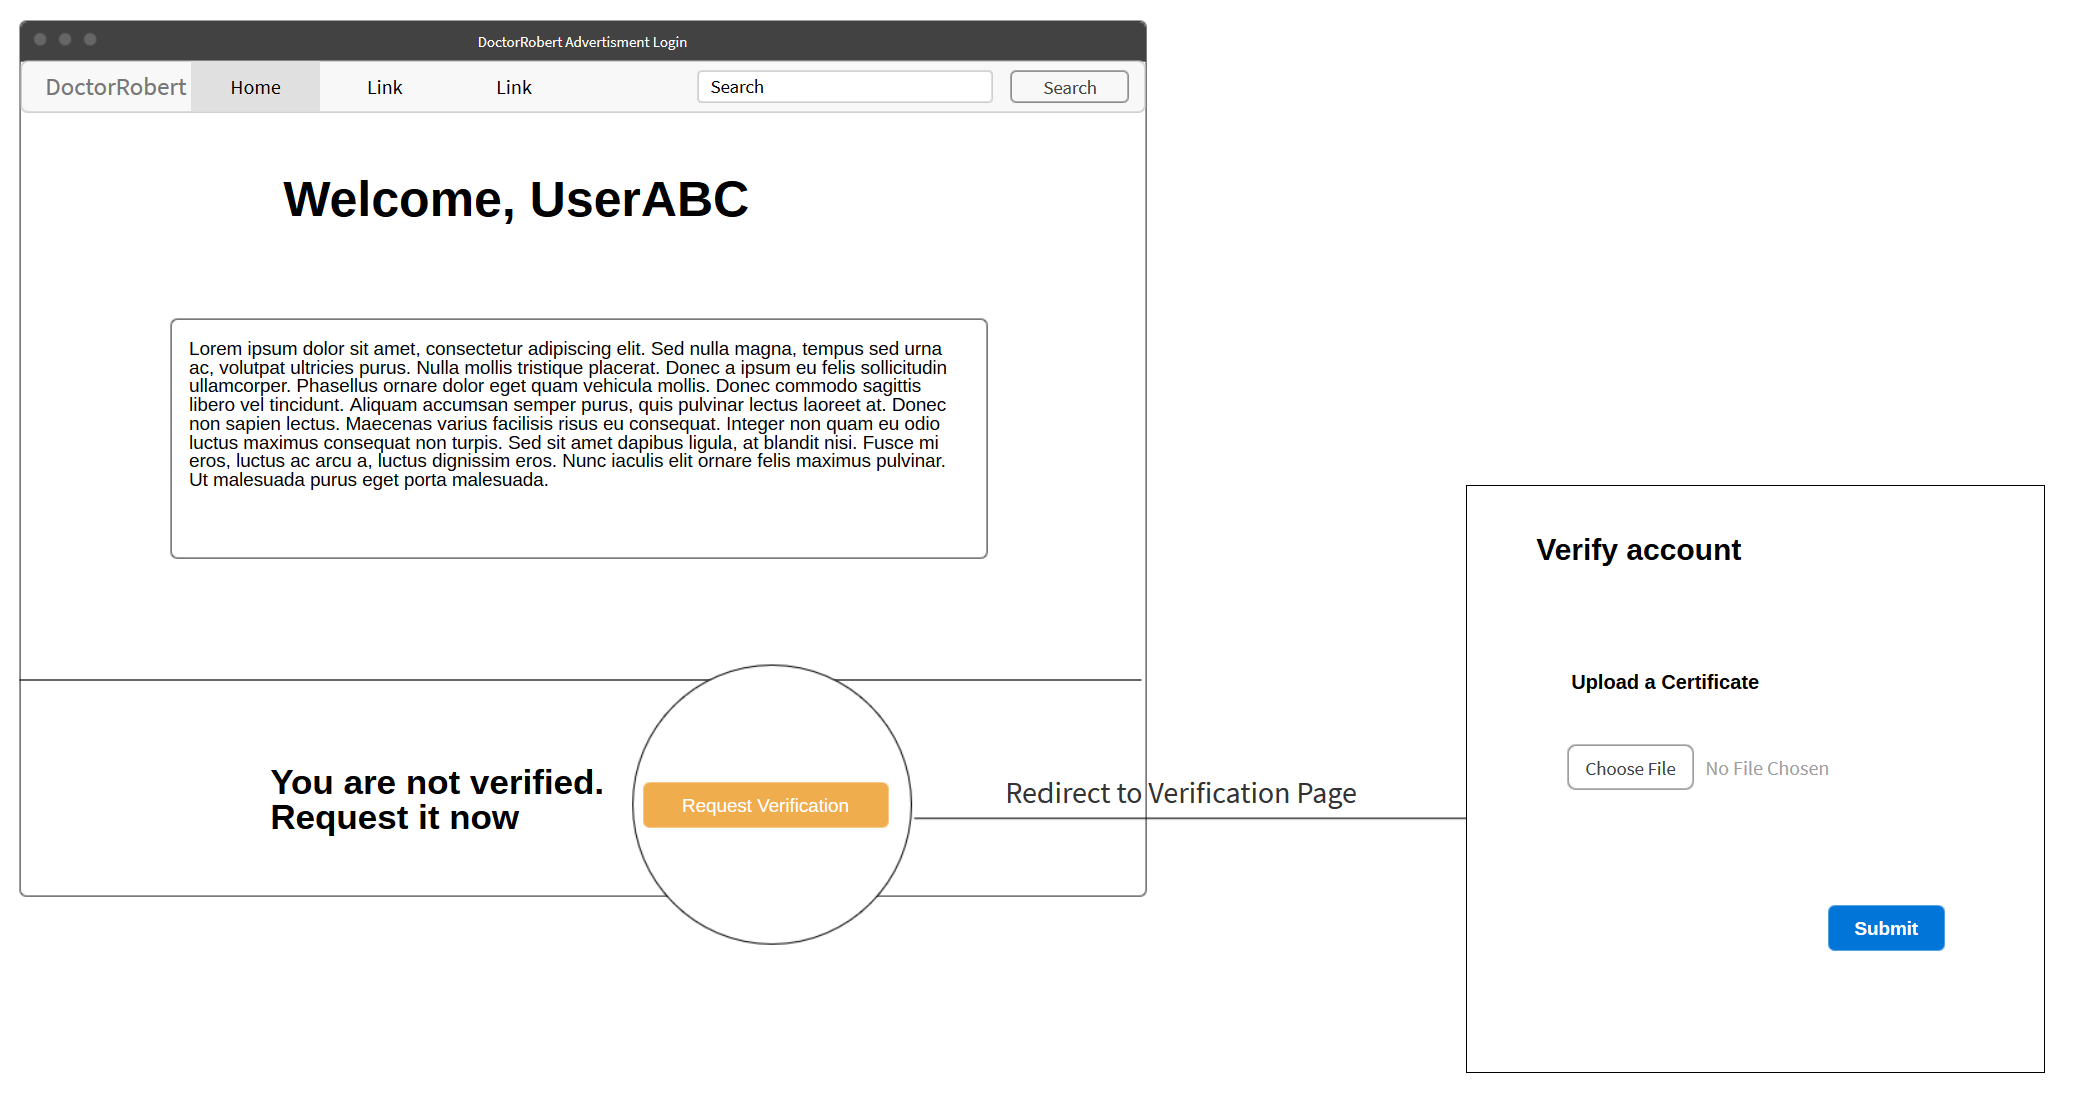 DoctorRobert Advertisment Login
DoctorRobert Home Link Link Search Search
Welcome, UserABC
Lorem ipsum dolor sit amet, consectetur adipiscing elit. Sed nulla magna, tempus sed urna
ac, volutpat ultricies purus. Nulla mollis tristique placerat. Donec a ipsum eu felis sollicitudin
ullamcorper. Phasellus ornare dolor eget quam vehicula mollis. Donec commodo sagittis
libero vel tincidunt. Aliquam accumsan semper purus, quis pulvinar lectus laoreet at. Donec
non sapien lectus. Maecenas varius facilisis risus eu consequat. Integer non quam eu odio
luctus maximus consequat non turpis. Sed sit amet dapibus ligula, at blandit nisi. Fusce mi
eros, luctus ac arcu a, luctus dignissim eros. Nunc iaculis elit ornare felis maximus pulvinar.
Ut malesuada purus eget porta malesuada.
You are not verified.
Request it now
Request Verification
Redirect to Verification Page
Verify account
Upload a Certificate
Choose File No File Chosen
Submit